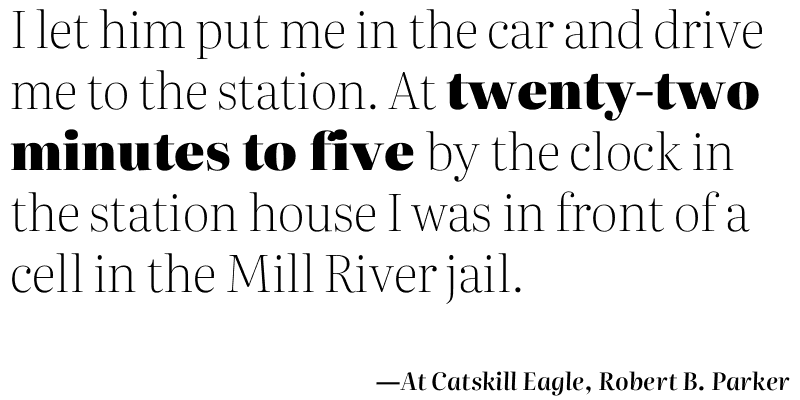 I let him put me in the car and drive
me to the station. At twenty-two
minutes to five by the clock in
the station house I was in front of a
cell in the Mill River jail.
—At Catskill Eagle, Robert B. Parker